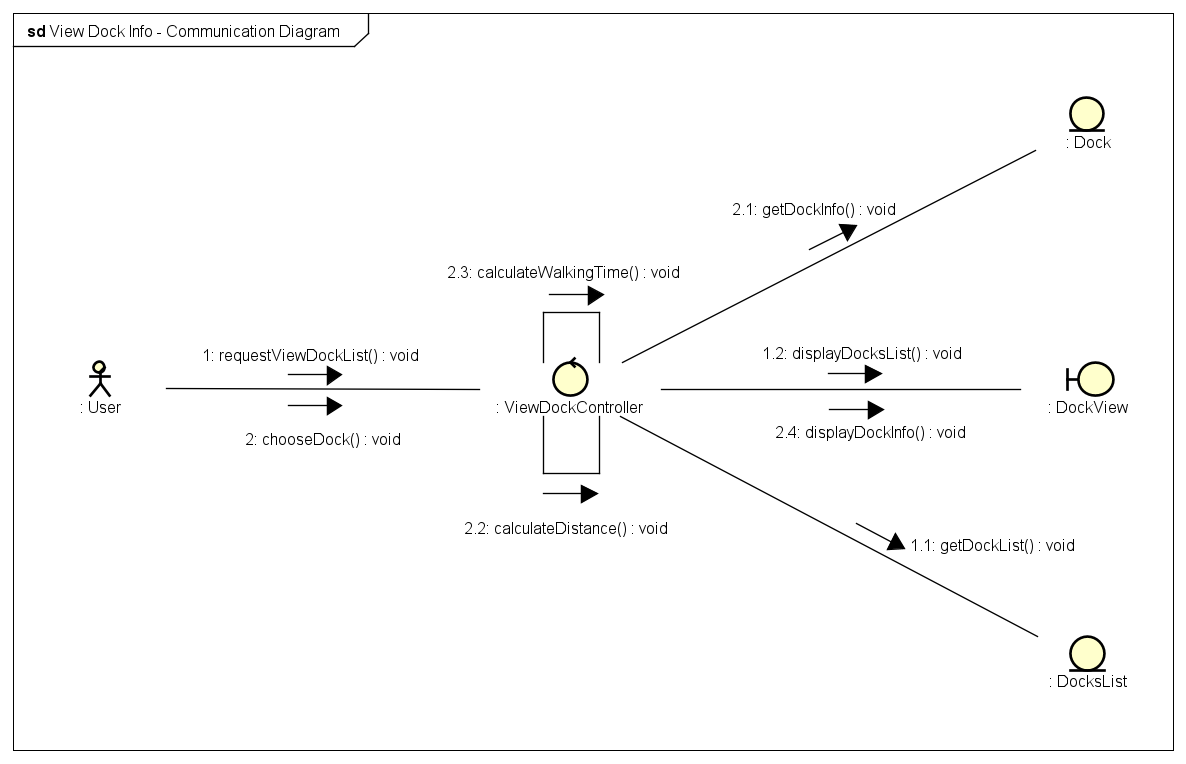 sd View Dock Info - Communication Diagram
: Dock
2.1: getDockInfo() : void
2.3: calculateWalkingTime() : void
1: requestViewDockList() : void
1.2: displayDocksList() : void
: User
: ViewDockController
: DockView
2: chooseDock() : void
2.4: displayDockInfo() : void
2.2: calculateDistance() : void
1.1: getDockList() : void
: DocksList